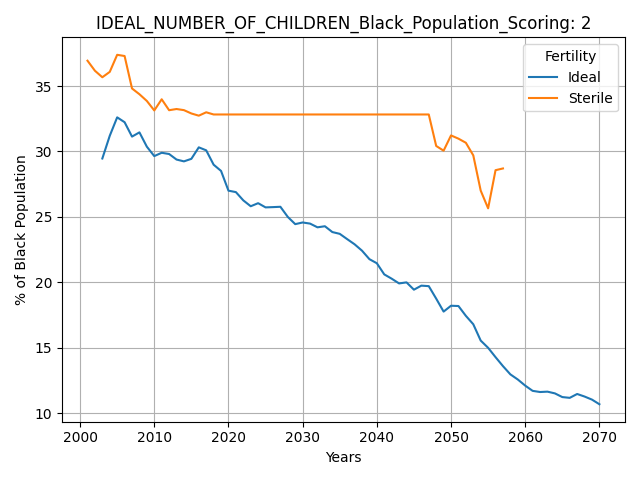 IDEAL_NUMBER_OF_CHILDREN_Black_Population_Scoring: 2
Fertility
Ideal
Sterile
% of Black Population
35
30
25
20
15
10
2000 2010 2020 2030 2040 2050 2060 2070
Years